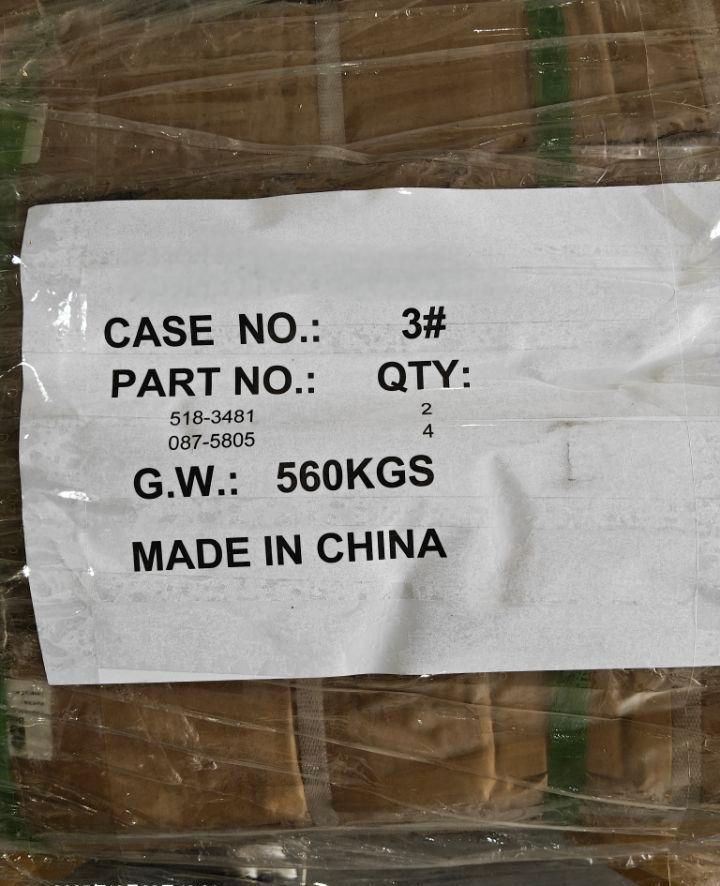 CASE NO.: 3#
PART NO.: QTY:
518-3481 2
087-5805 4
G.W.: 560KGS
MADE IN CHINA